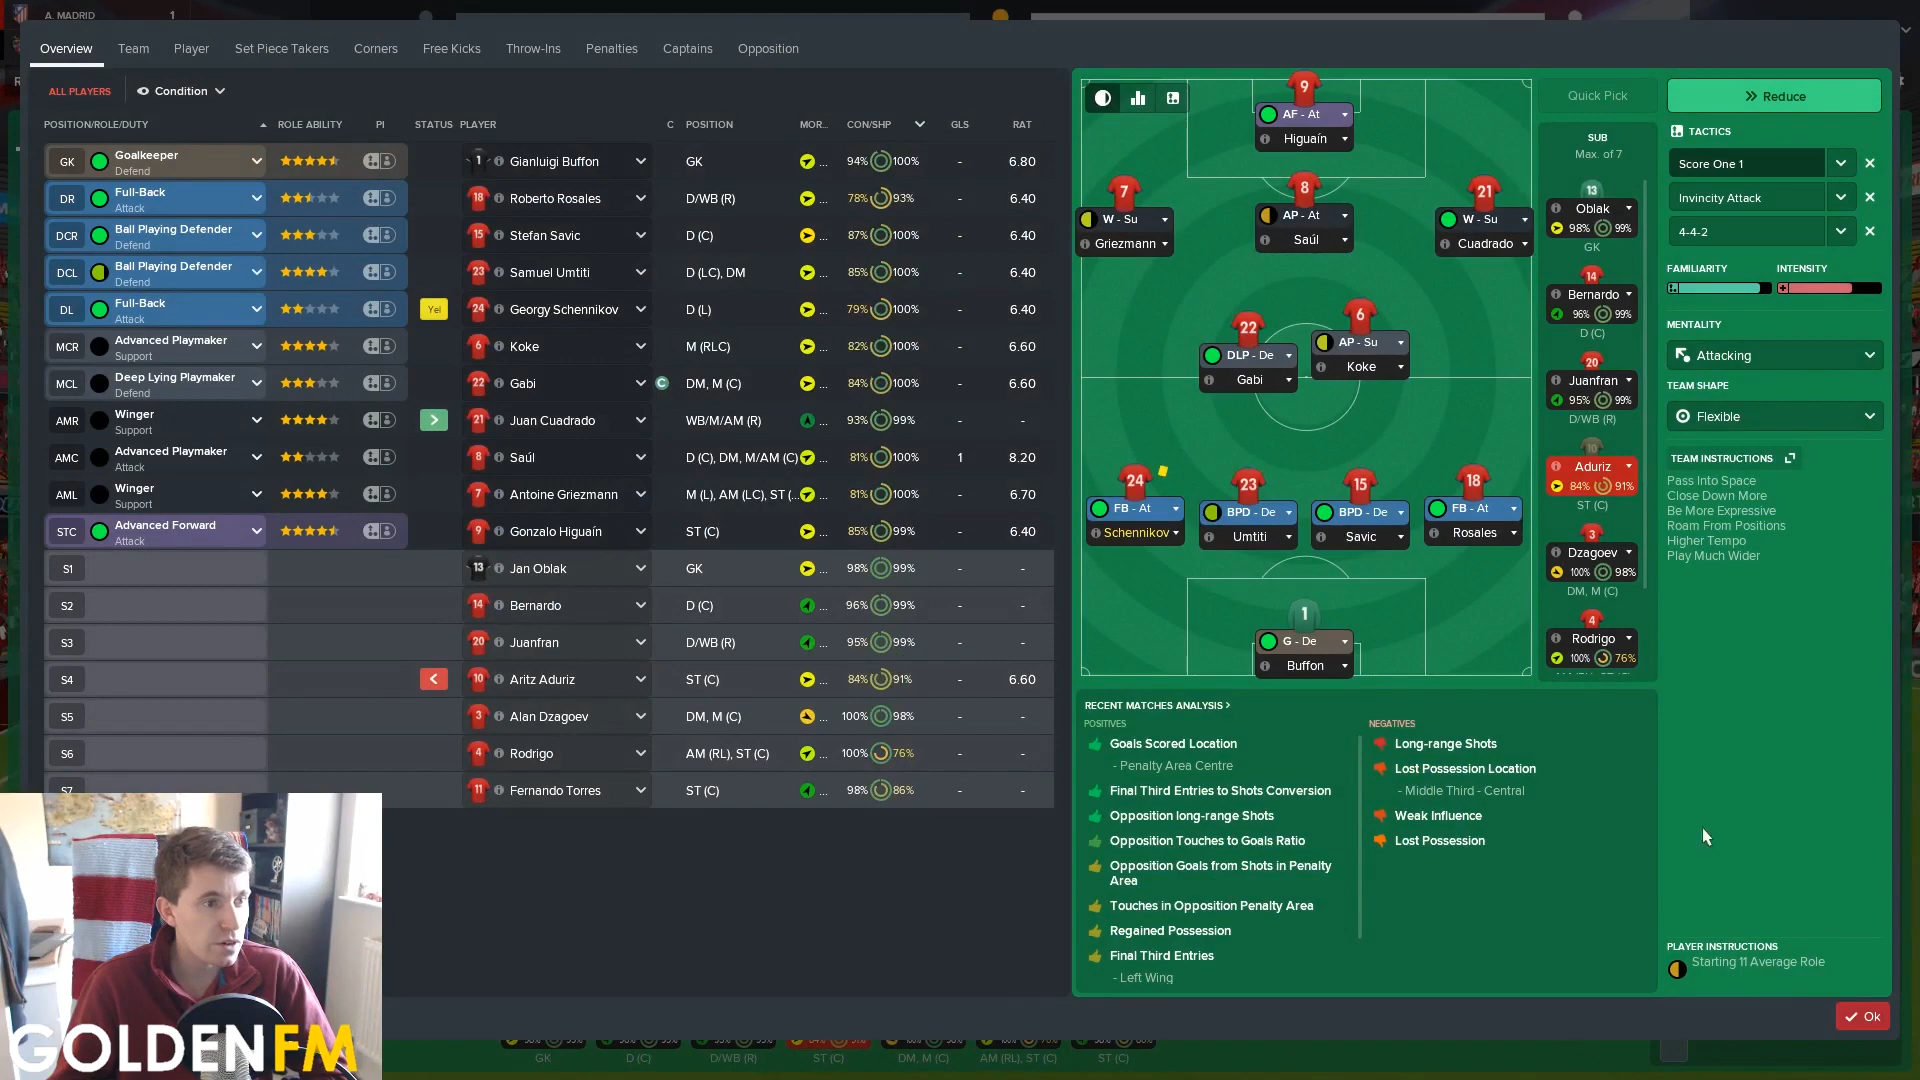 A. MADRID 1
Overview Team Player Set Piece Takers Corners Free Kicks Throw-Ins Penalties Captains Opposition
ALL PLAYERS Condition
POSITION/ROLE/DUTY ROLE ABILITY PI STATUS PLAYER C POSITION MOR... CON/SHP GLS RAT
GK Goalkeeper Defend 1 Gianluigi Buffon GK ... 94% 100% - 6.80
DR Full-Back Attack 18 Roberto Rosales D/WB (R) ... 78% 93% - 6.40
DCR Ball Playing Defender Defend 15 Stefan Savic D (C) ... 87% 100% - 6.40
DCL Ball Playing Defender Defend 23 Samuel Umtiti D (LC), DM ... 85% 100% - 6.40
DL Full-Back Attack Yel 24 Georgy Schennikov D (L) ... 79% 100% - 6.40
MCR Advanced Playmaker Support 6 Koke M (RLC) ... 82% 100% - 6.60
MCL Deep Lying Playmaker Defend 22 Gabi C DM, M (C) ... 84% 100% - 6.60
AMR Winger Support 21 Juan Cuadrado WB/M/AM (R) ... 93% 99% - -
AMC Advanced Playmaker Attack 8 Saúl D (C), DM, M/AM (C) ... 81% 100% 1 8.20
AML Winger Support 7 Antoine Griezmann M (L), AM (LC), ST (... ... 81% 100% - 6.70
STC Advanced Forward Attack 9 Gonzalo Higuaín ST (C) ... 85% 99% - 6.40
S1 13 Jan Oblak GK ... 98% 99% - -
S2 14 Bernardo D (C) ... 96% 99% - -
S3 20 Juanfran D/WB (R) ... 95% 99% - -
S4 10 Aritz Aduriz ST (C) ... 84% 91% - 6.60
S5 3 Alan Dzagoev DM, M (C) ... 100% 98% - -
S6 4 Rodrigo AM (RL), ST (C) ... 100% 76% - -
S7 11 Fernando Torres ST (C) ... 98% 86% - -
9
AF - At
Higuaín
7 8 21
W - Su AP - At W - Su
Griezmann Saúl Cuadrado
22 6
DLP - De AP - Su
Gabi Koke
24 23 15 18
FB - At BPD - De BPD - De FB - At
Schennikov Umtiti Savic Rosales
1
G - De
Buffon
Quick Pick
SUB
Max. of 7
13
Oblak
98% 99%
GK
14
Bernardo
96% 99%
D (C)
20
Juanfran
95% 99%
D/WB (R)
10
Aduriz
84% 91%
ST (C)
3
Dzagoev
100% 98%
DM, M (C)
4
Rodrigo
100% 76%
Reduce
TACTICS
Score One 1
Invincity Attack
4-4-2
FAMILIARITY INTENSITY
MENTALITY
Attacking
TEAM SHAPE
Flexible
TEAM INSTRUCTIONS
Pass Into Space
Close Down More
Be More Expressive
Roam From Positions
Higher Tempo
Play Much Wider
RECENT MATCHES ANALYSIS >
POSITIVES
Goals Scored Location
- Penalty Area Centre
Final Third Entries to Shots Conversion
Opposition long-range Shots
Opposition Touches to Goals Ratio
Opposition Goals from Shots in Penalty
Area
Touches in Opposition Penalty Area
Regained Possession
Final Third Entries
- Left Wing
NEGATIVES
Long-range Shots
Lost Possession Location
- Middle Third - Central
Weak Influence
Lost Possession
PLAYER INSTRUCTIONS
Starting 11 Average Role
Ok
GK D (C) D/WB (R) ST (C) DM, M (C) AM (RL), ST (C) ST (C)
GOLDENFM